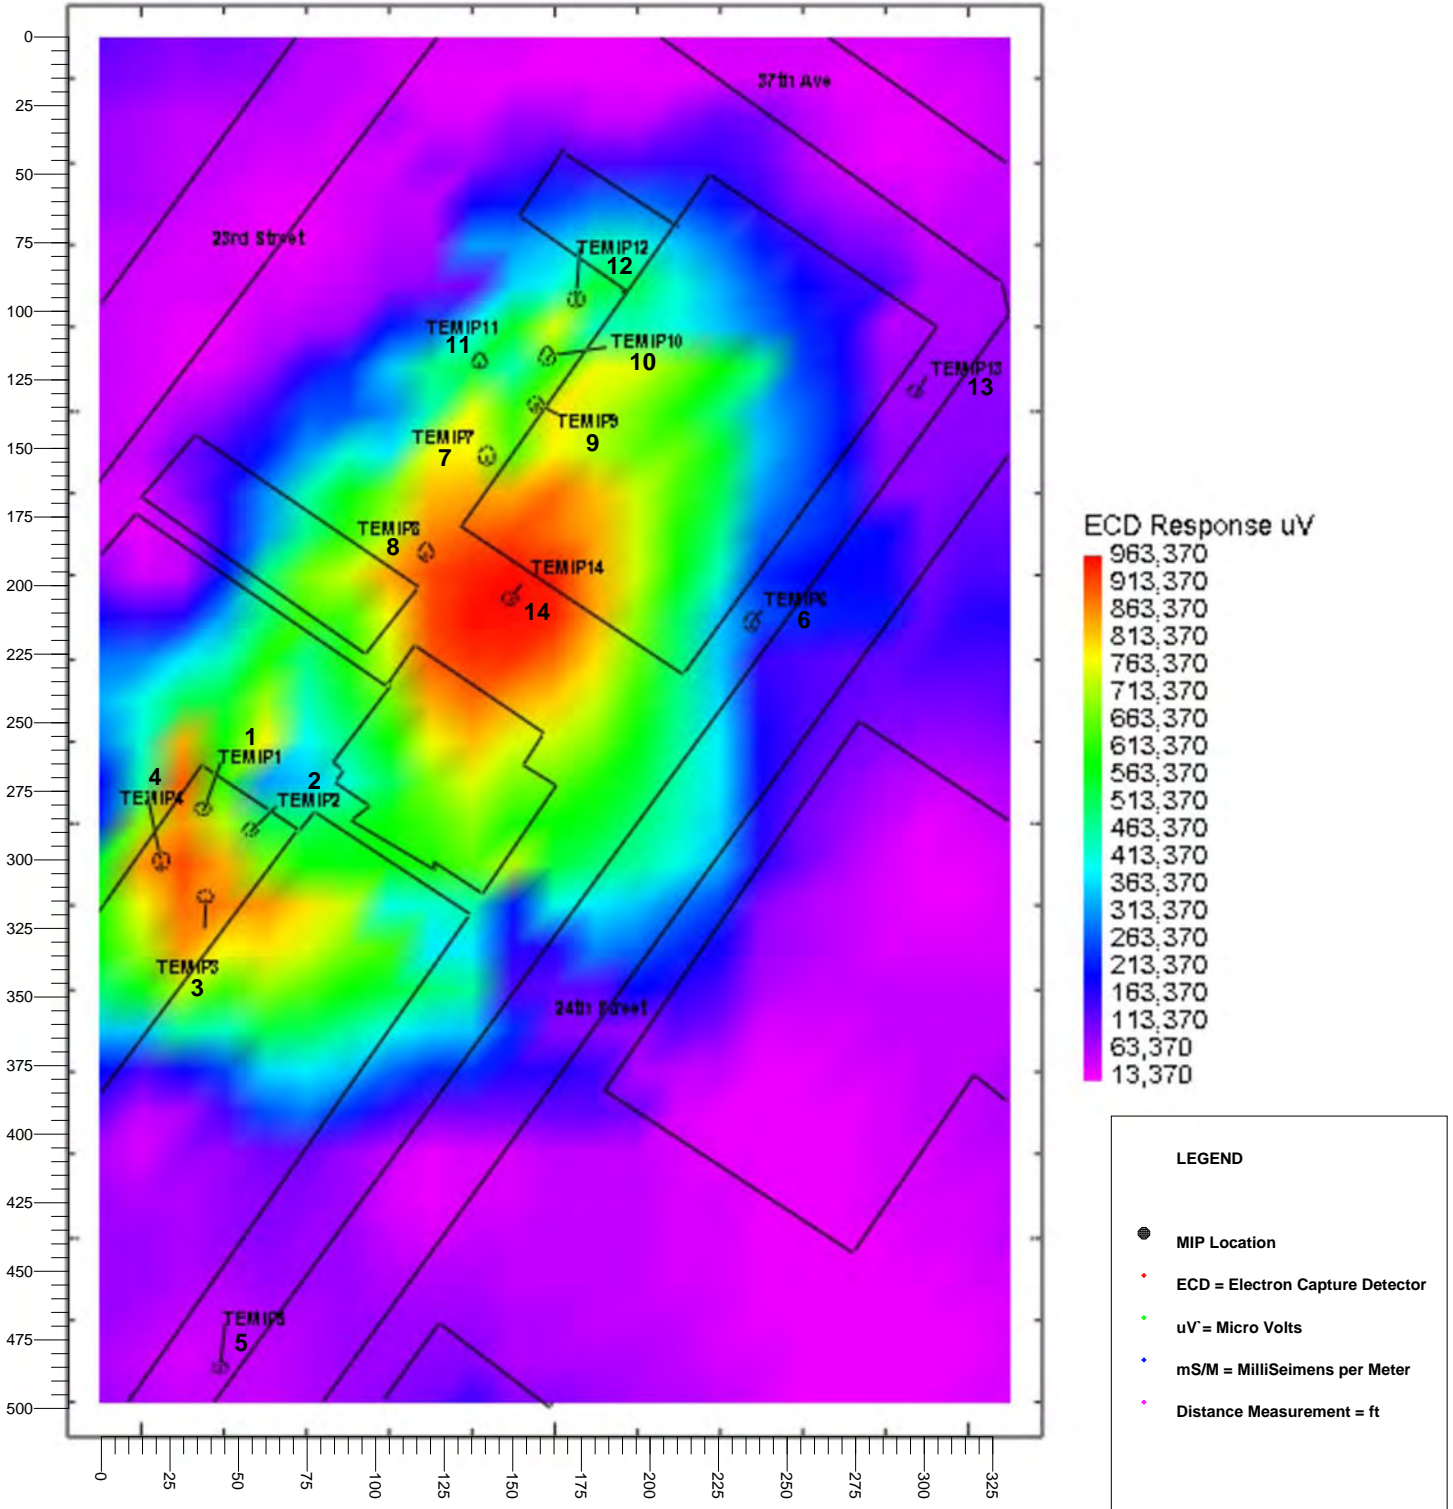 0
25
50
75
100
125
150
175
200
225
250
275
300
325
350
375
400
425
450
475
500
37th Ave
23rd Street
TEMIP12
12
TEMIP11
11
TEMIP10
10
TEMIP13
13
TEMIP9
9
TEMIP7
7
TEMIP8
8
TEMIP14
14
TEMIP6
6
1
TEMIP1
4
TEMIP4
2
TEMIP2
TEMIP3
3
24th Street
TEMIP5
5
0
25
50
75
100
125
150
175
200
225
250
275
300
325
ECD Response uV
963,370
913,370
863,370
813,370
763,370
713,370
663,370
613,370
563,370
513,370
463,370
413,370
363,370
313,370
263,370
213,370
163,370
113,370
63,370
13,370
LEGEND
MIP Location
ECD = Electron Capture Detector
uV`= Micro Volts
mS/M = MilliSeimens per Meter
Distance Measurement = ft